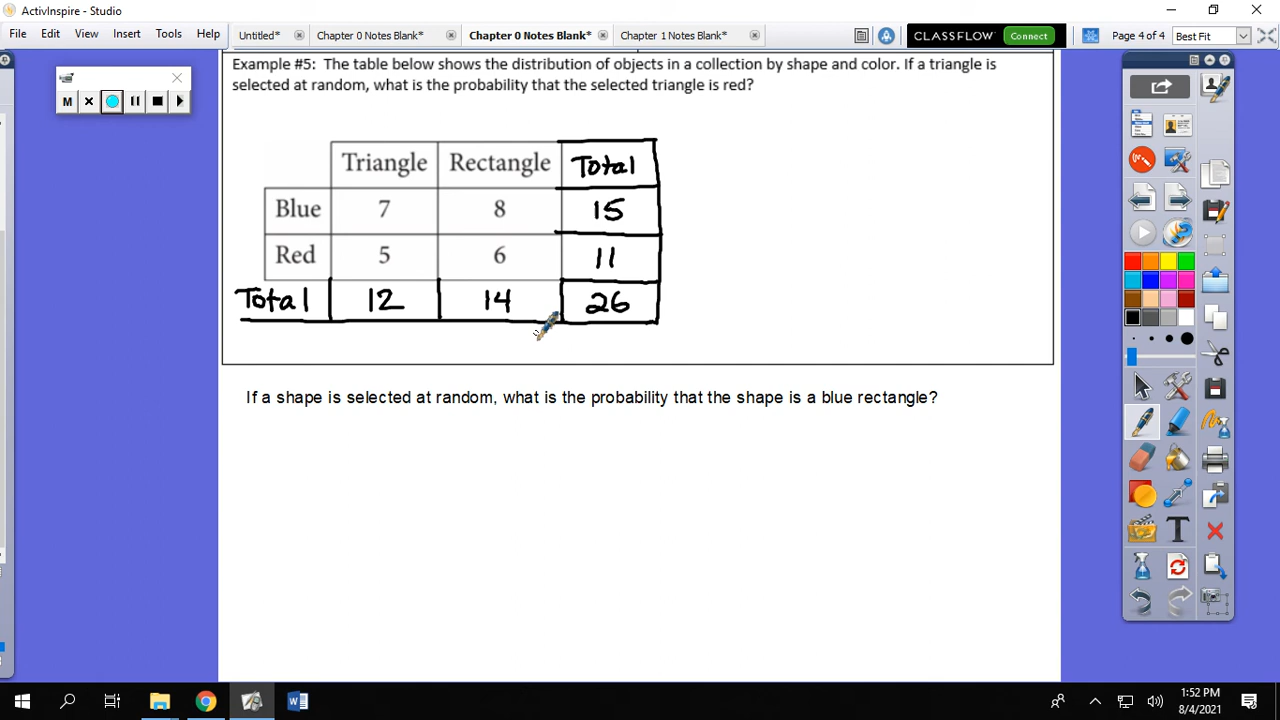 ActivInspire - Studio
File Edit View Insert Tools Help Untitled* Chapter 0 Notes Blank* Chapter 0 Notes Blank* Chapter 1 Notes Blank* CLASSFLOW Connect Page 4 of 4 Best Fit
Example #5: The table below shows the distribution of objects in a collection by shape and color. If a triangle is
selected at random, what is the probability that the selected triangle is red?
M
Triangle Rectangle Total
Blue 7 8 15
Red 5 6 11
Total 12 14 26
If a shape is selected at random, what is the probability that the shape is a blue rectangle?
T
W
1:52 PM
8/4/2021